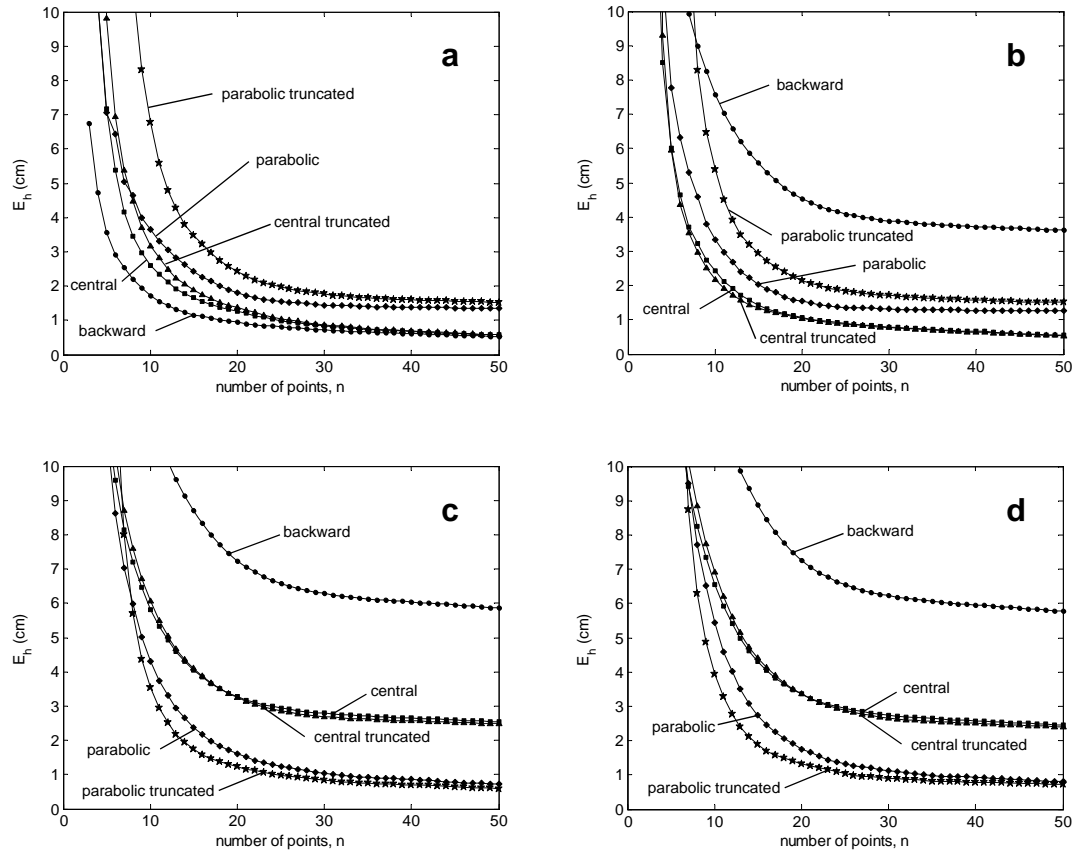 a
10
9
8
7
6
5
4
3
2
1
0
E_h (cm)
parabolic truncated
parabolic
central truncated
central
backward
0 10 20 30 40 50
number of points, n
b
10
9
8
7
6
5
4
3
2
1
0
E_h (cm)
backward
parabolic truncated
parabolic
central
central truncated
0 10 20 30 40 50
number of points, n
c
10
9
8
7
6
5
4
3
2
1
0
E_h (cm)
backward
central
central truncated
parabolic
parabolic truncated
0 10 20 30 40 50
number of points, n
d
10
9
8
7
6
5
4
3
2
1
0
E_h (cm)
backward
central
central truncated
parabolic
parabolic truncated
0 10 20 30 40 50
number of points, n